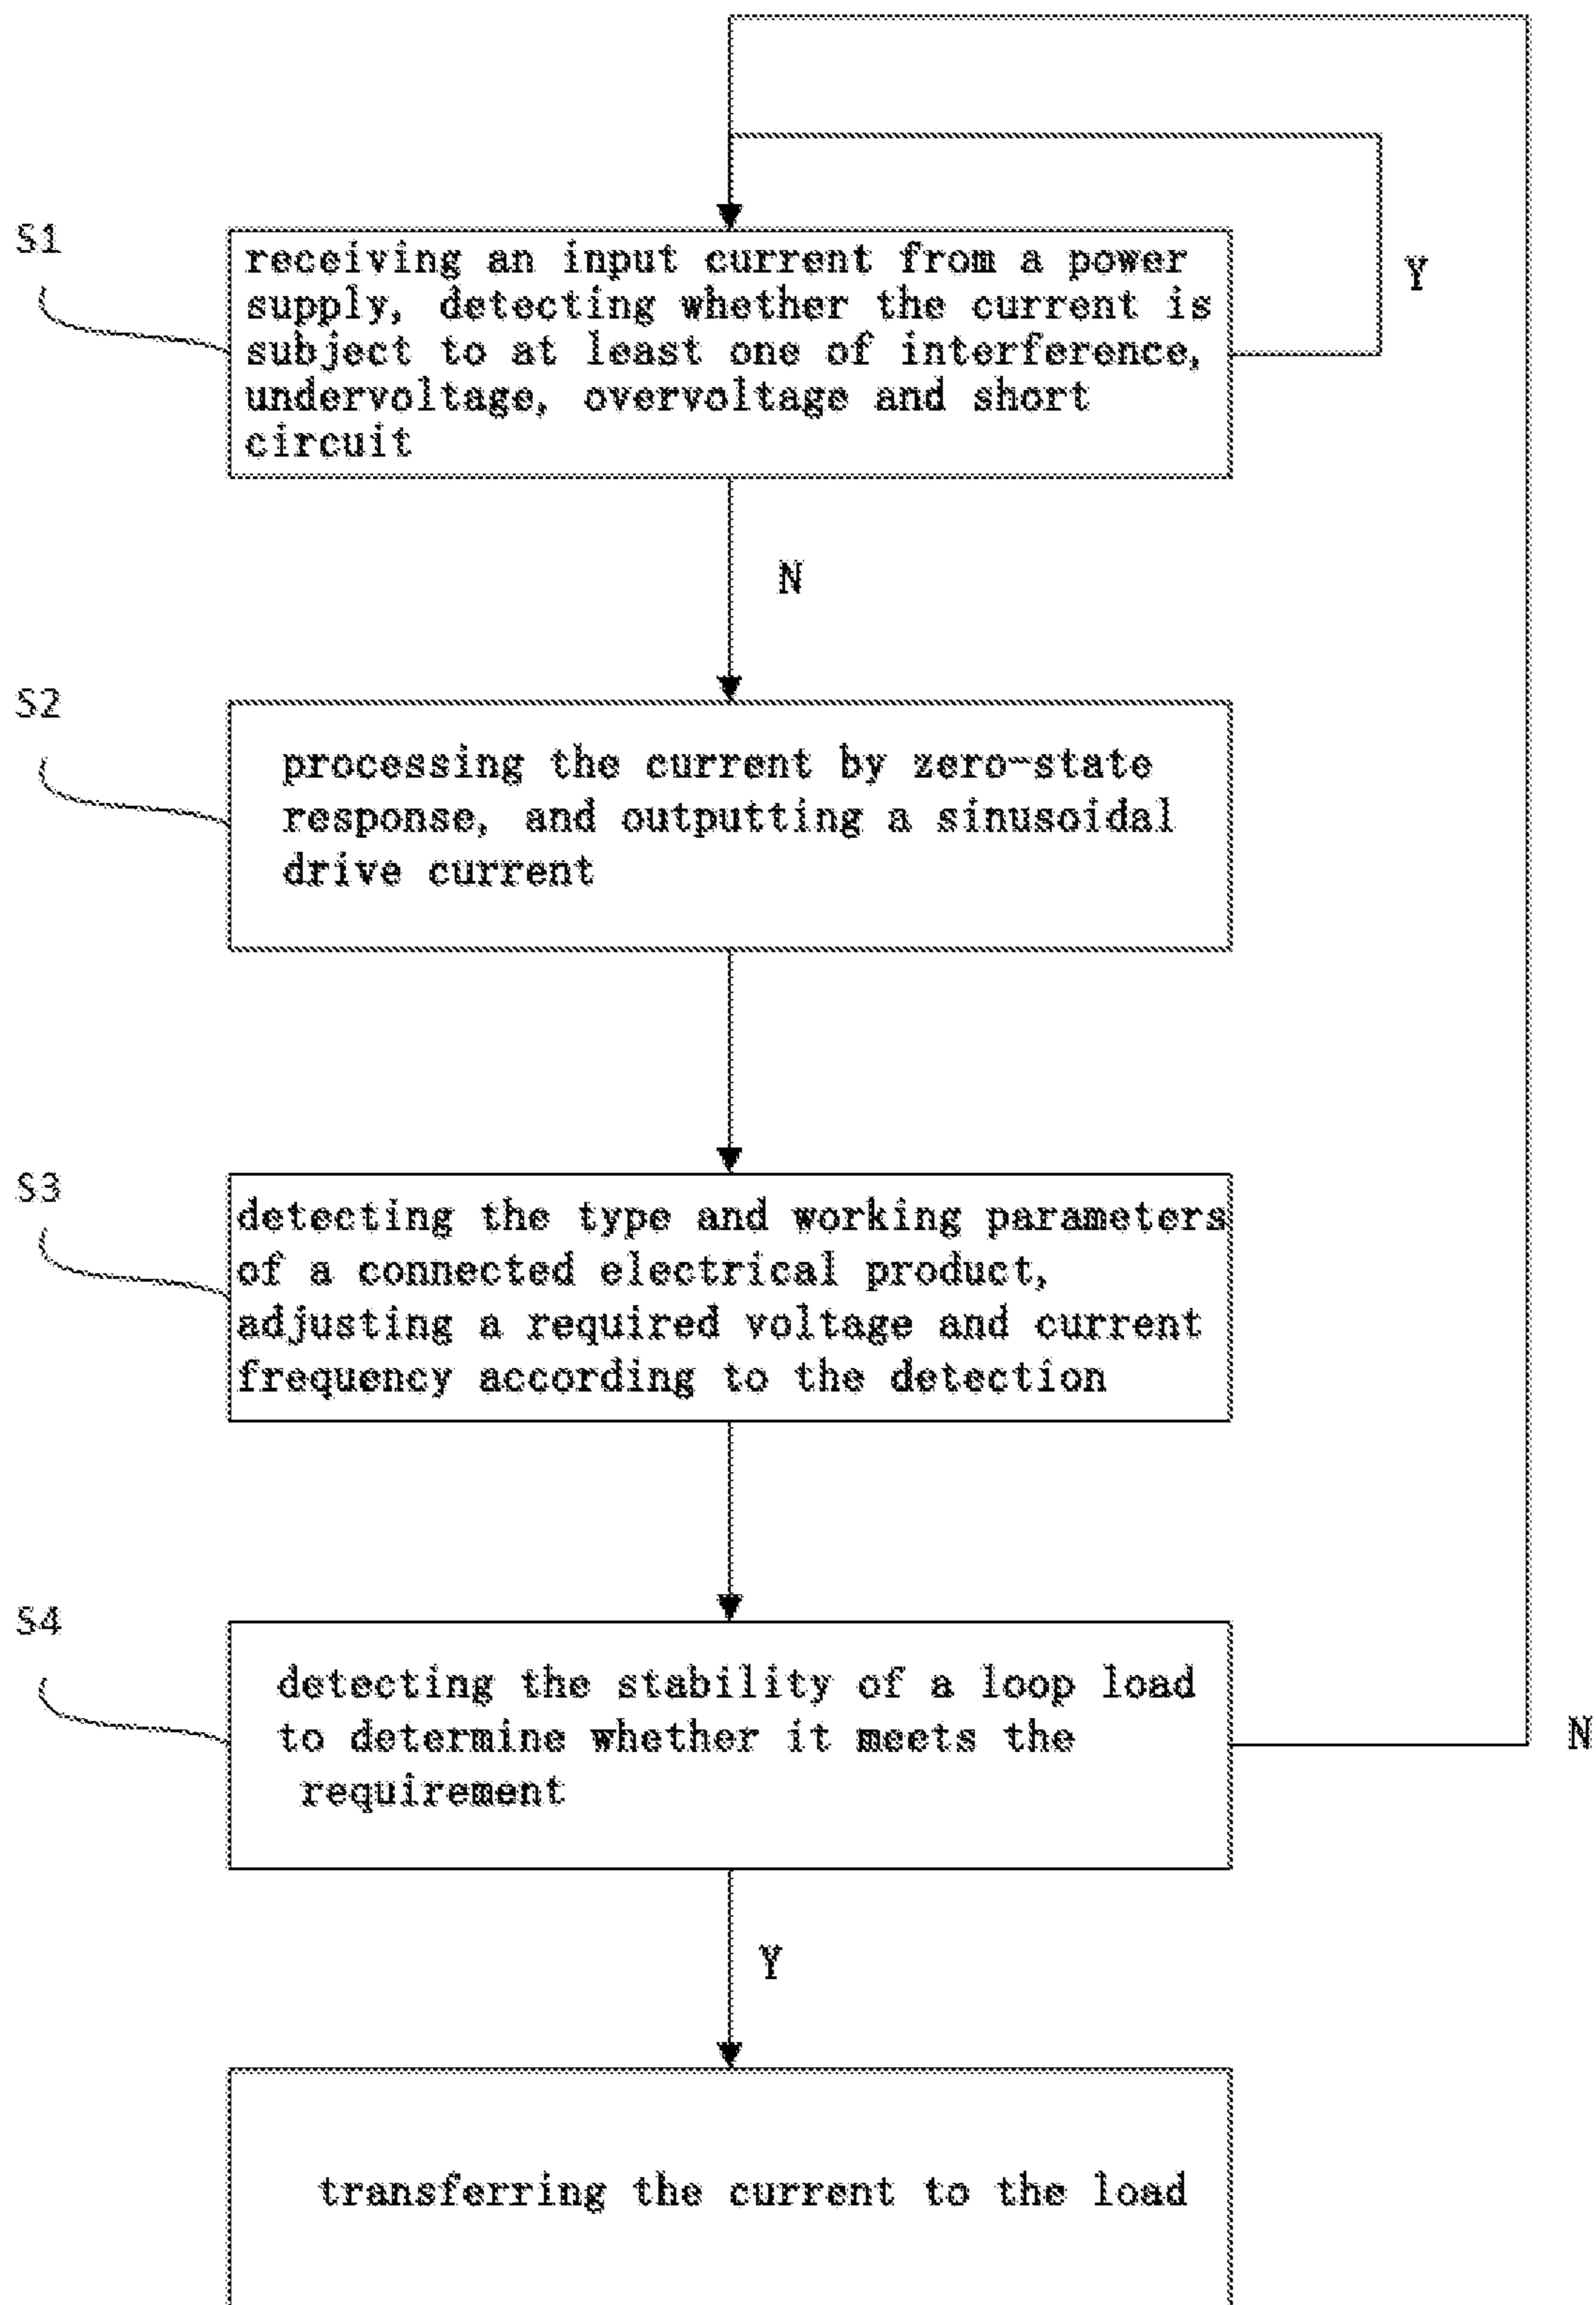 S1
receiving an input current from a power
supply, detecting whether the current is
subject to at least one of interference,
undervoltage, overvoltage and short
circuit
Y
N
S2
processing the current by zero-state
response, and outputting a sinusoidal
drive current
S3
detecting the type and working parameters
of a connected electrical product,
adjusting a required voltage and current
frequency according to the detection
S4
detecting the stability of a loop load
to determine whether it meets the
requirement
N
Y
transferring the current to the load